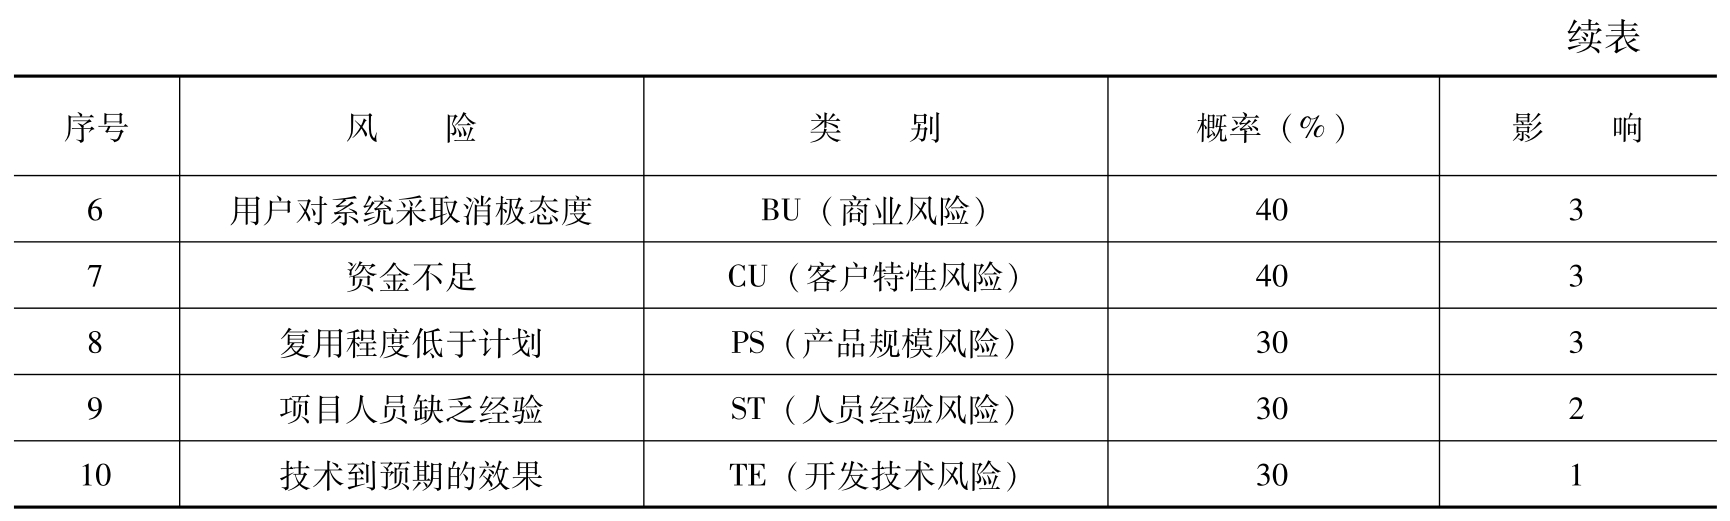 续表
序号 风 险 类 别 概率（%） 影 响
6 用户对系统采取消极态度 BU（商业风险） 40 3
7 资金不足 CU（客户特性风险） 40 3
8 复用程度低于计划 PS（产品规模风险） 30 3
9 项目人员缺乏经验 ST（人员经验风险） 30 2
10 技术到预期的效果 TE（开发技术风险） 30 1